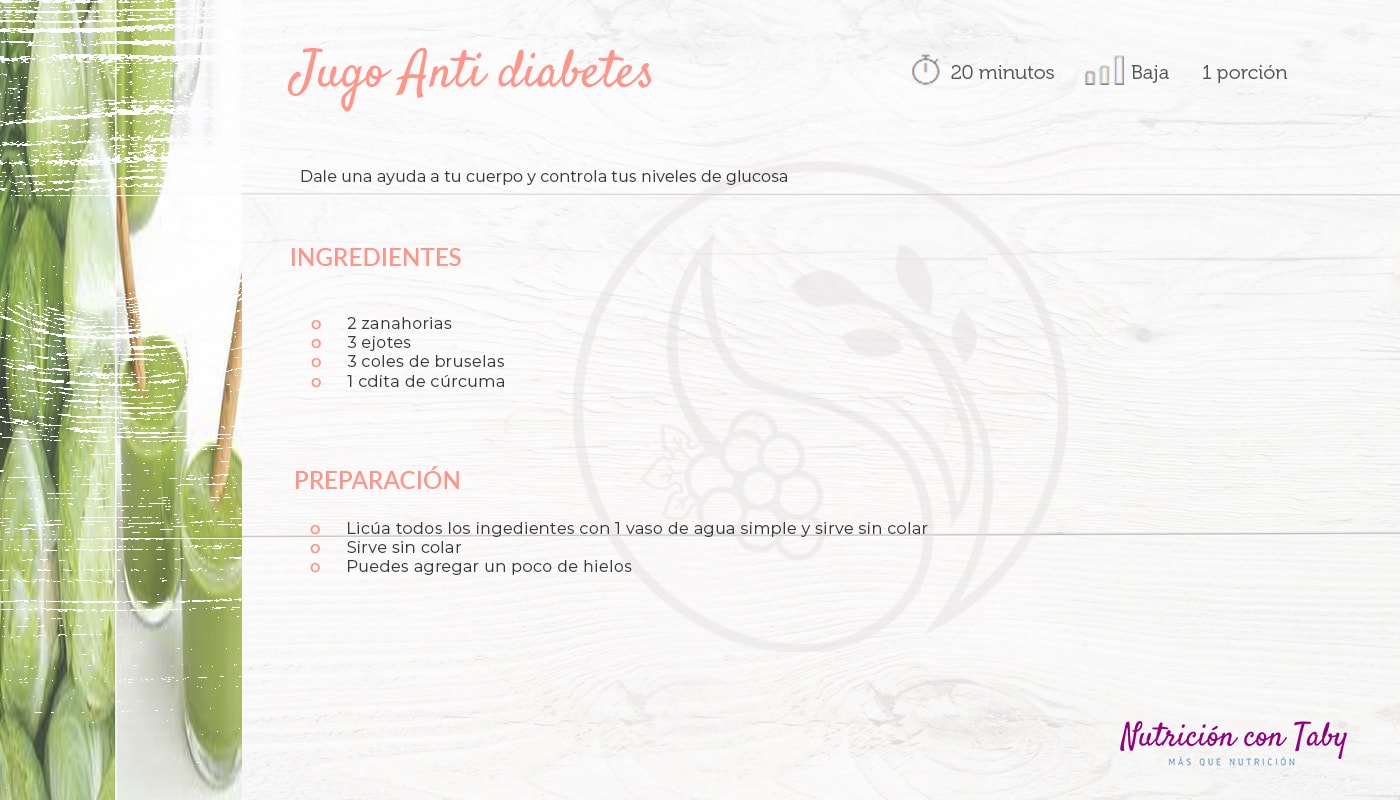 Jugo Anti diabetes
20 minutos Baja 1 porción
Dale una ayuda a tu cuerpo y controla tus niveles de glucosa
INGREDIENTES
o 2 zanahorias
o 3 ejotes
o 3 coles de bruselas
o 1 cdita de cúrcuma
PREPARACIÓN
o Licúa todos los ingedientes con 1 vaso de agua simple y sirve sin colar
o Sirve sin colar
o Puedes agregar un poco de hielos
Nutrición con Taby
MÁS QUE NUTRICIÓN